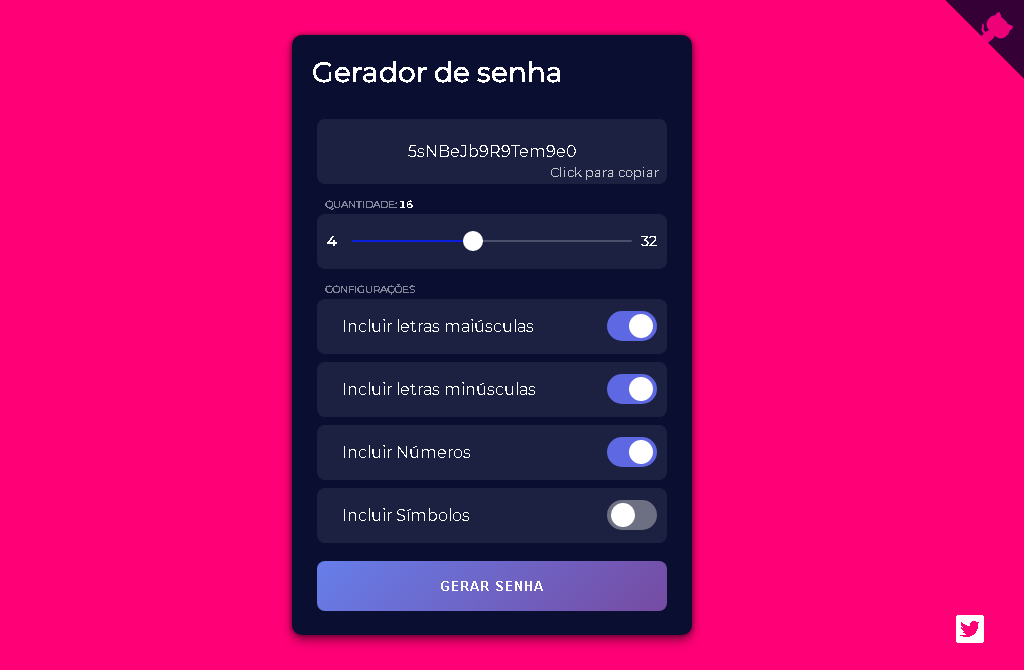 Gerador de senha
5sNBeJb9R9Tem9e0
Click para copiar
QUANTIDADE: 16
4 32
CONFIGURAÇÕES
Incluir letras maiúsculas
Incluir letras minúsculas
Incluir Números
Incluir Símbolos
GERAR SENHA